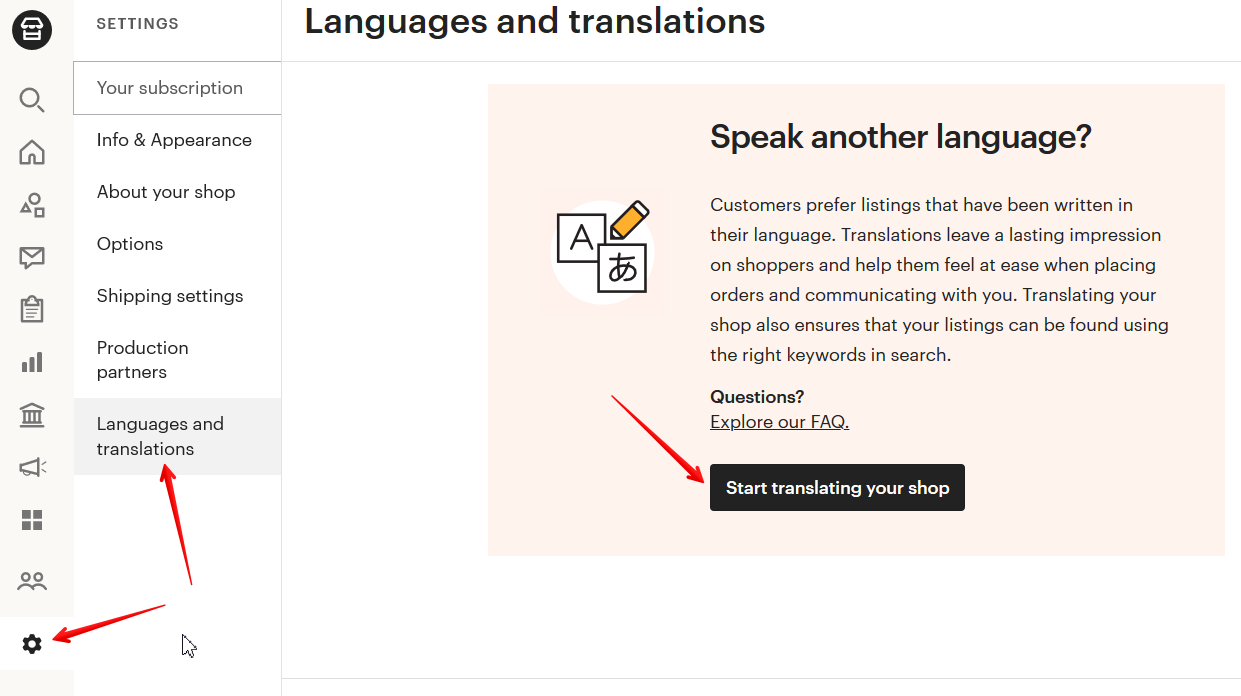 SETTINGS
Your subscription
Info & Appearance
About your shop
Options
Shipping settings
Production
partners
Languages and
translations
Languages and translations
A
あ
Speak another language?
Customers prefer listings that have been written in
their language. Translations leave a lasting impression
on shoppers and help them feel at ease when placing
orders and communicating with you. Translating your
shop also ensures that your listings can be found using
the right keywords in search.
Questions?
Explore our FAQ.
Start translating your shop